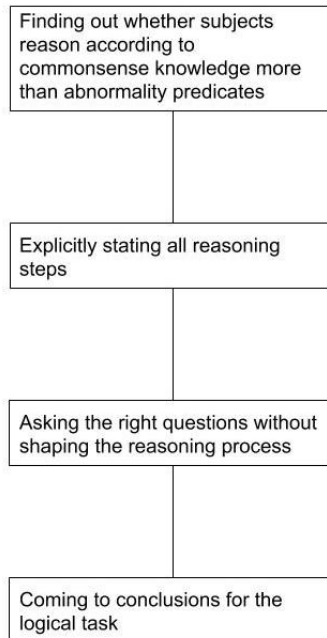 Finding out whether subjects
reason according to
commonsense knowledge more
than abnormality predicates
Explicitly stating all reasoning
steps
Asking the right questions without
shaping the reasoning process
Coming to conclusions for the
logical task